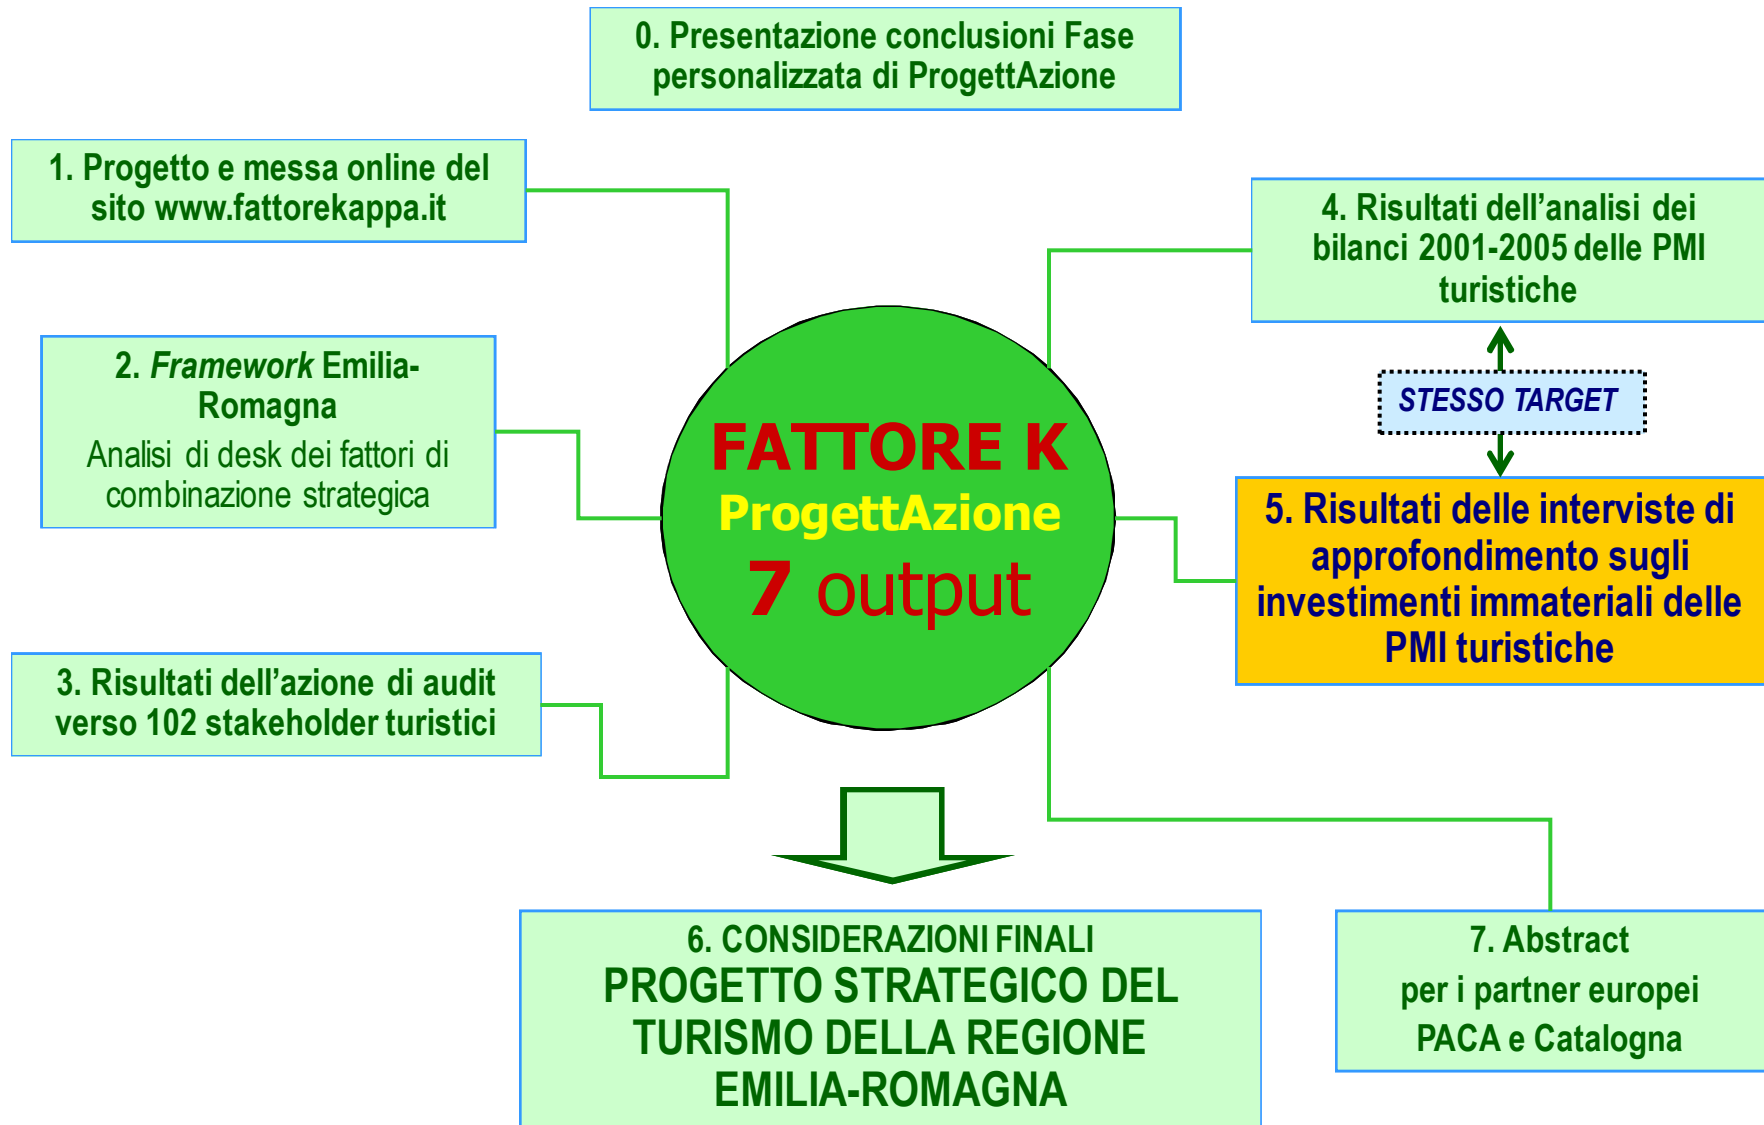 0. Presentazione conclusioni Fase
personalizzata di ProgettAzione
1. Progetto e messa online del
sito www.fattorekappa.it
2. Framework Emilia-
Romagna
Analisi di desk dei fattori di
combinazione strategica
3. Risultati dell’azione di audit
verso 102 stakeholder turistici
FATTORE K
ProgettAzione
7 output
4. Risultati dell’analisi dei
bilanci 2001-2005 delle PMI
turistiche
STESSO TARGET
5. Risultati delle interviste di
approfondimento sugli
investimenti immateriali delle
PMI turistiche
6. CONSIDERAZIONI FINALI
PROGETTO STRATEGICO DEL
TURISMO DELLA REGIONE
EMILIA-ROMAGNA
7. Abstract
per i partner europei
PACA e Catalogna